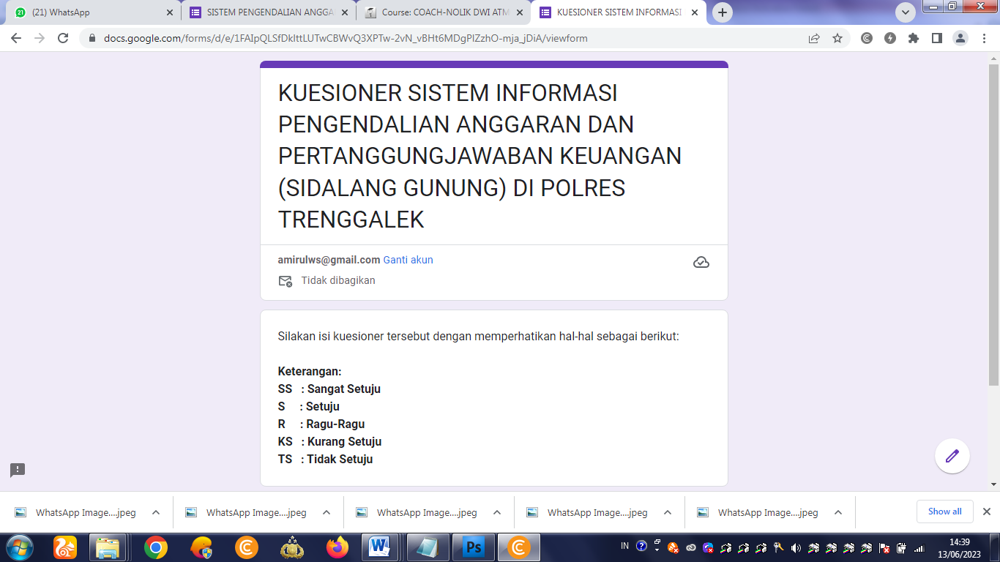 (21) WhatsApp
SISTEM PENGENDALIAN ANGGA
Course: COACH-NOLIK DWI ATM
KUESIONER SISTEM INFORMASI
docs.google.com/forms/d/e/1FAIpQLSfDklttLUTwCBWvQ3XPTw-2vN_vBHt6MDgPlZzhO-mja_jDiA/viewform
KUESIONER SISTEM INFORMASI
PENGENDALIAN ANGGARAN DAN
PERTANGGUNGJAWABAN KEUANGAN
(SIDALANG GUNUNG) DI POLRES
TRENGGALEK
amirulws@gmail.com Ganti akun
Tidak dibagikan
Silakan isi kuesioner tersebut dengan memperhatikan hal-hal sebagai berikut:
Keterangan:
SS : Sangat Setuju
S : Setuju
R : Ragu-Ragu
KS : Kurang Setuju
TS : Tidak Setuju
WhatsApp Image....jpeg
WhatsApp Image....jpeg
WhatsApp Image....jpeg
WhatsApp Image....jpeg
WhatsApp Image....jpeg
Show all
IN
14:39
13/06/2023